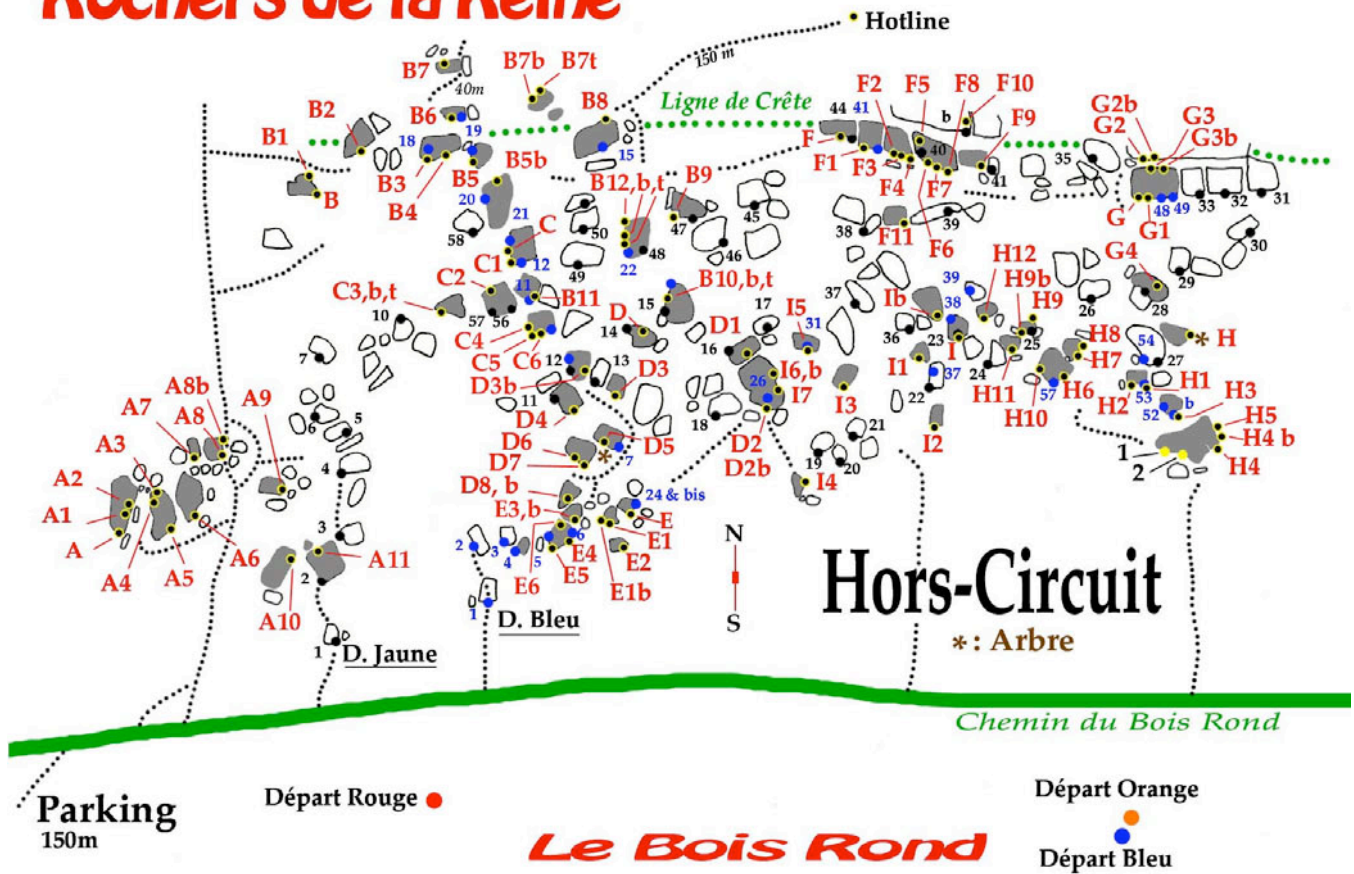 Rochers de la Reine
Hotline
150 m
B7
B7b B7t
40m
B2
B6
19
B8
Ligne de Crête
F2
F5
F8
F10
44 41
b
F9
G2b
G2
G3
G3b
B1
18
15
F
40
35
B
B3
B5
B5b
F1
F3
F4
F7
41
B4
20
B12,b,t
B9
45
G
G1
48 49
33
32
31
58
21
50
47
38
39
F11
F6
30
C
C1
12
49
22
48
46
H12
G4
C2
11
39
H9b
H9
29
C3,b,t
B11
B10,b,t
17
37
Ib
38
26
28
10
57 56
15
D
I5
31
7
C4
C5
C6
14
D1
36
23
I
25
H8
H7
54
H
16
I1
24
27
12
13
D3
I6,b
I7
26
I3
37
H11
H10
57
H6
H2
53
H1
H3
D3b
11
22
52
b
H5
H4 b
H4
A8b
A7
A8
A9
6
5
D4
18
D2
D2b
21
I2
A3
D6
D5
7
19
20
1
2
4
D7
A2
A1
D8, b
I4
24 & bis
E3,b
E
A
3
2
3
4
5
6
E4
E1
N
A4
A5
A6
A11
E6
E5
E2
2
E1b
A10
1
D. Bleu
S
Hors-Circuit
1
D. Jaune
* : Arbre
Chemin du Bois Rond
Parking
150m
Départ Rouge
Départ Orange
Le Bois Rond
Départ Bleu